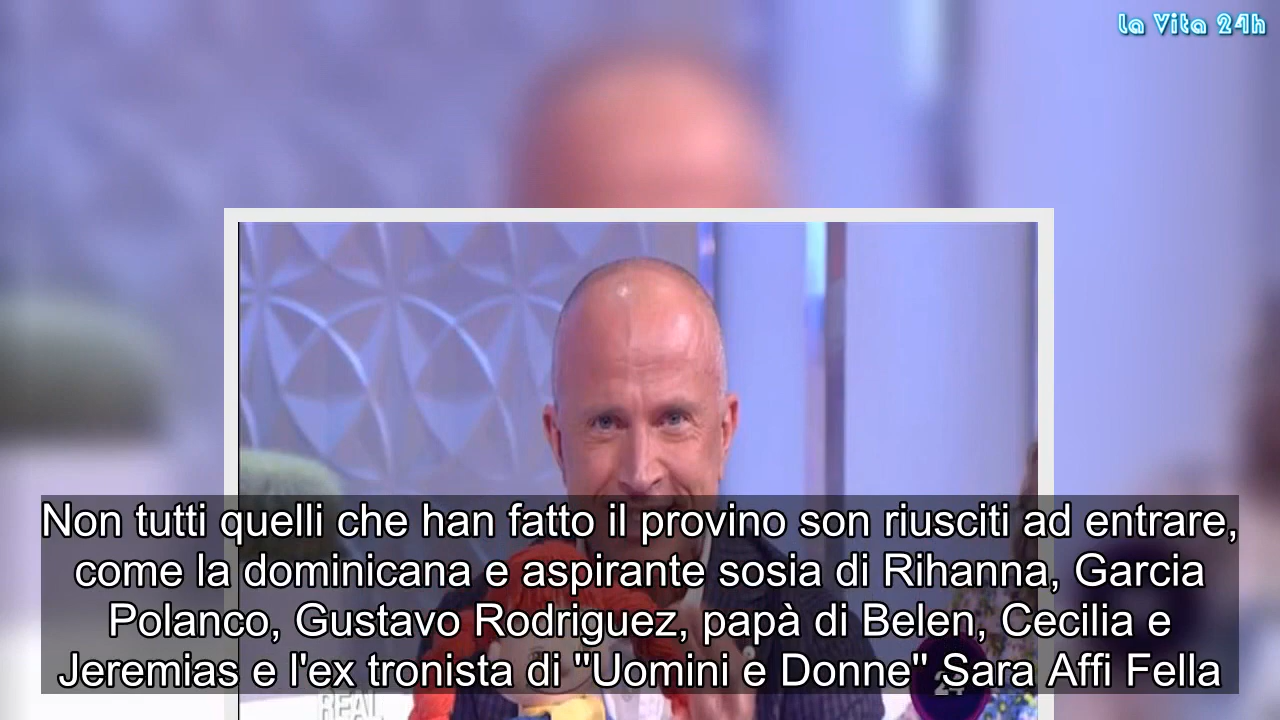 La Vita 24h
Non tutti quelli che han fatto il provino son riusciti ad entrare,
come la dominicana e aspirante sosia di Rihanna, Garcia
Polanco, Gustavo Rodriguez, papà di Belen, Cecilia e
Jeremias e l'ex tronista di "Uomini e Donne" Sara Affi Fella
REAL
24